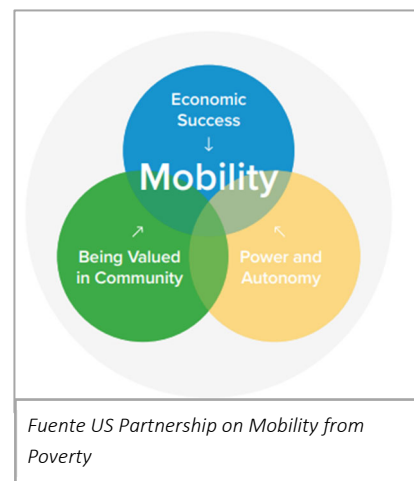 Economic
Success
↓
Mobility
↗
↖
Being Valued
in Community
Power and
Autonomy
Fuente US Partnership on Mobility from
Poverty